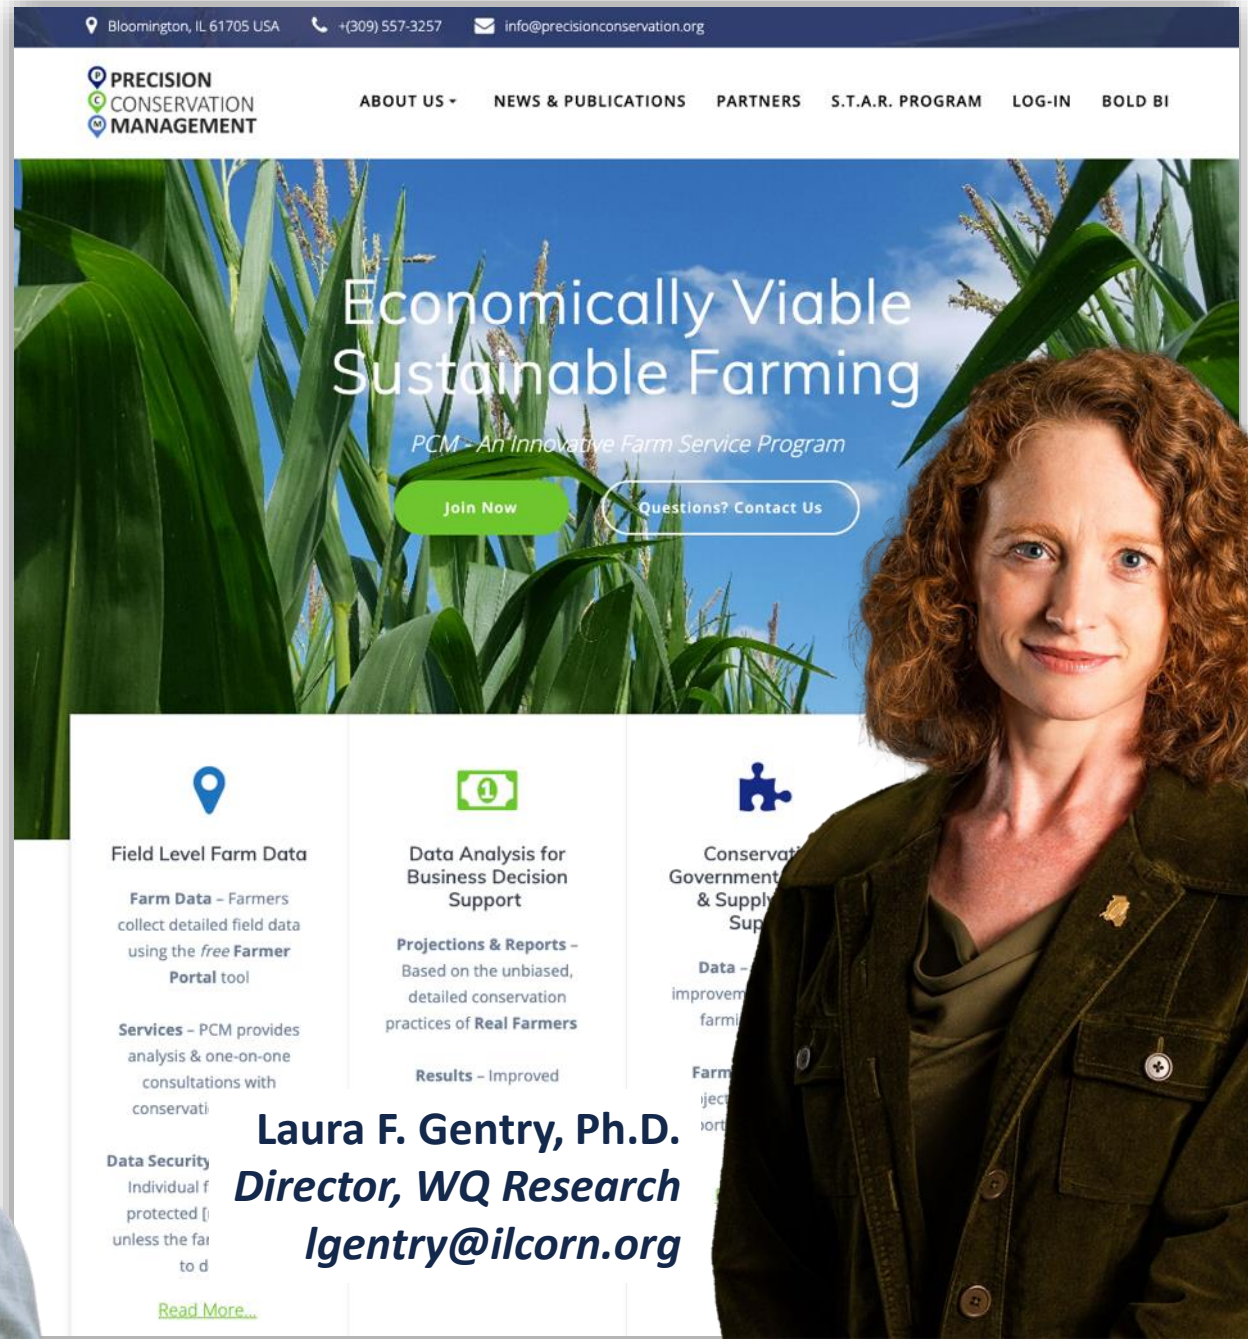 Bloomington, IL 61705 USA +(309) 557-3257 info@precisionconservation.org
PRECISION
CONSERVATION
MANAGEMENT
ABOUT US NEWS & PUBLICATIONS PARTNERS S.T.A.R. PROGRAM LOG-IN BOLD BI
Economically Viable
Sustainable Farming
PCM - An Innovative Farm Service Program
Join Now
Questions? Contact Us
Field Level Farm Data
Farm Data – Farmers
collect detailed field data
using the free Farmer
Portal tool
Services – PCM provides
analysis & one-on-one
consultations with
Data Security
Individual
protected
unless the
to
Read More...
Data Analysis for
Business Decision
Support
Projections & Reports –
Based on the unbiased,
detailed conservation
practices of Real Farmers
Results – Improved
Government
&
Data –
Laura F. Gentry, Ph.D.
Director, WQ Research
lgentry@ilcorn.org